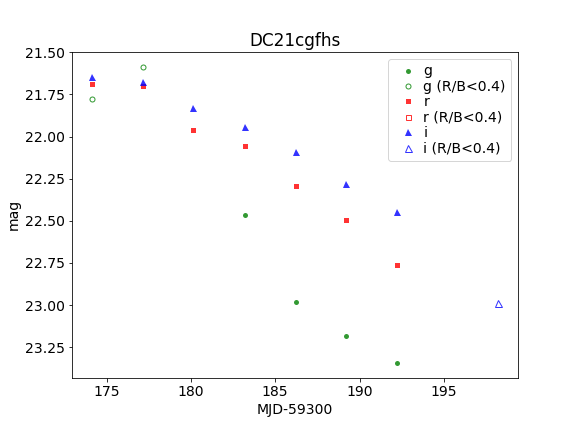 DC21cgfhs
21.50
21.75
22.00
22.25
22.50
22.75
23.00
23.25
mag
g
g (R/B<0.4)
r
r (R/B<0.4)
i
i (R/B<0.4)
175
180
185
190
195
MJD-59300